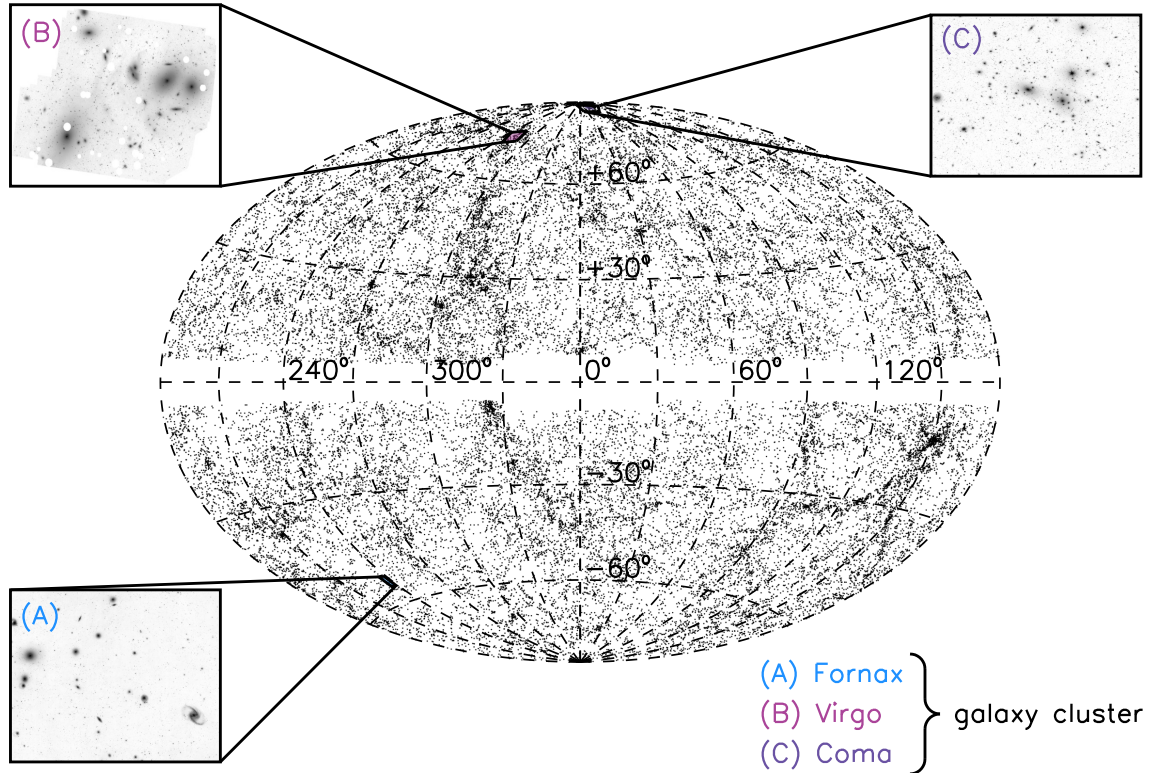 (B)
(C)
+60°
+30°
240° 300° 0° 60° 120°
−30°
−60°
(A)
(A) Fornax
(B) Virgo
(C) Coma
galaxy cluster